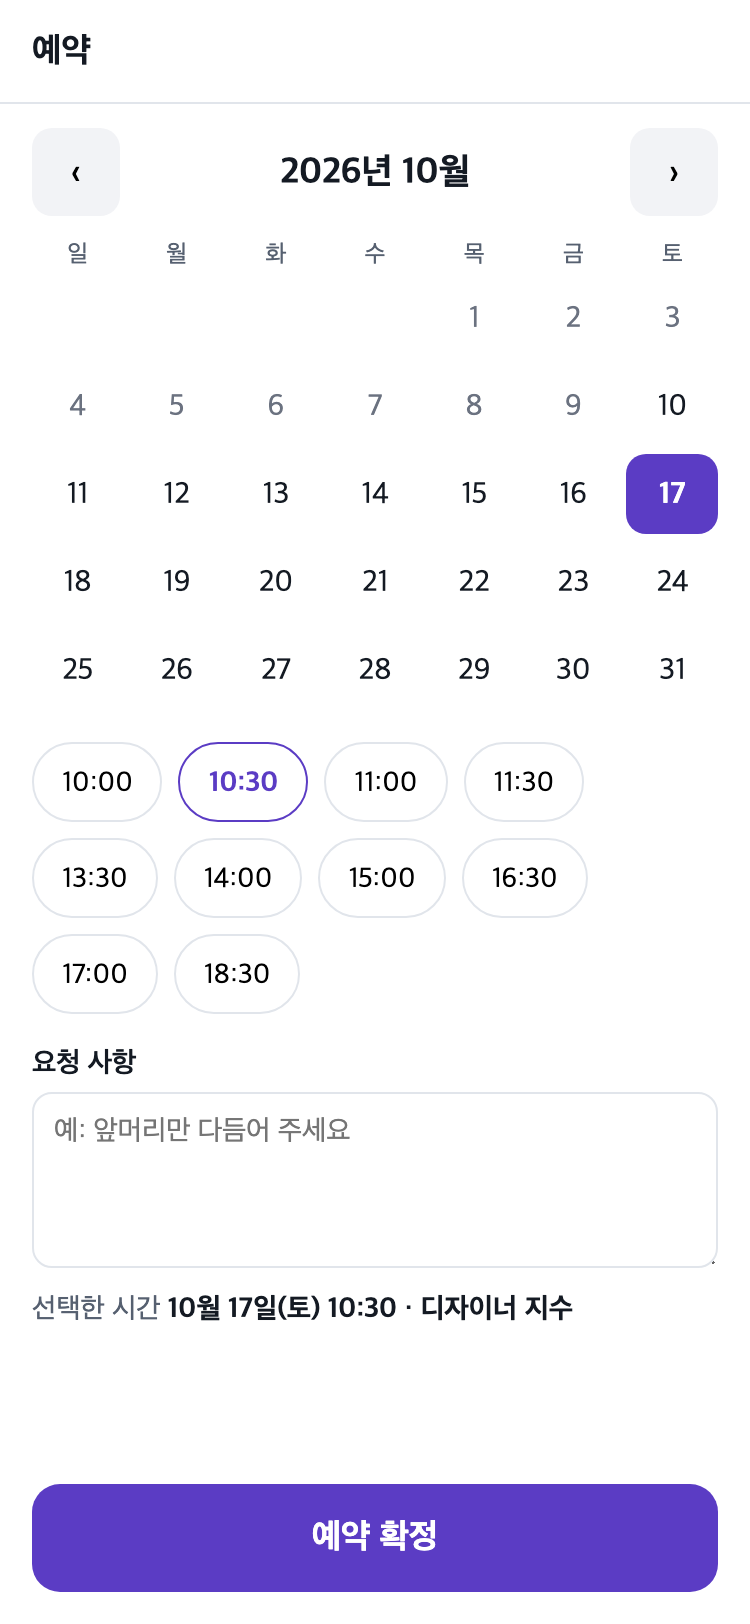 예약
‹ 2026년 10월 ›
일 월 화 수 목 금 토
1 2 3
4 5 6 7 8 9 10
11 12 13 14 15 16 17
18 19 20 21 22 23 24
25 26 27 28 29 30 31
10:00 10:30 11:00 11:30
13:30 14:00 15:00 16:30
17:00 18:30
요청 사항
예: 앞머리만 다듬어 주세요
선택한 시간 10월 17일(토) 10:30 · 디자이너 지수
예약 확정